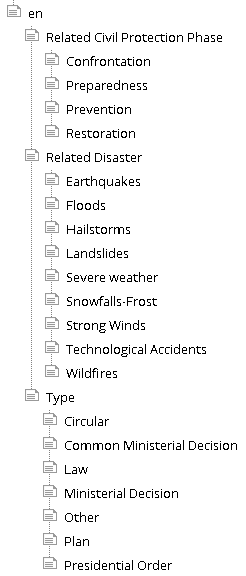 en
Related Civil Protection Phase
Confrontation
Preparedness
Prevention
Restoration
Related Disaster
Earthquakes
Floods
Hailstorms
Landslides
Severe weather
Snowfalls-Frost
Strong Winds
Technological Accidents
Wildfires
Type
Circular
Common Ministerial Decision
Law
Ministerial Decision
Other
Plan
Presidential Order